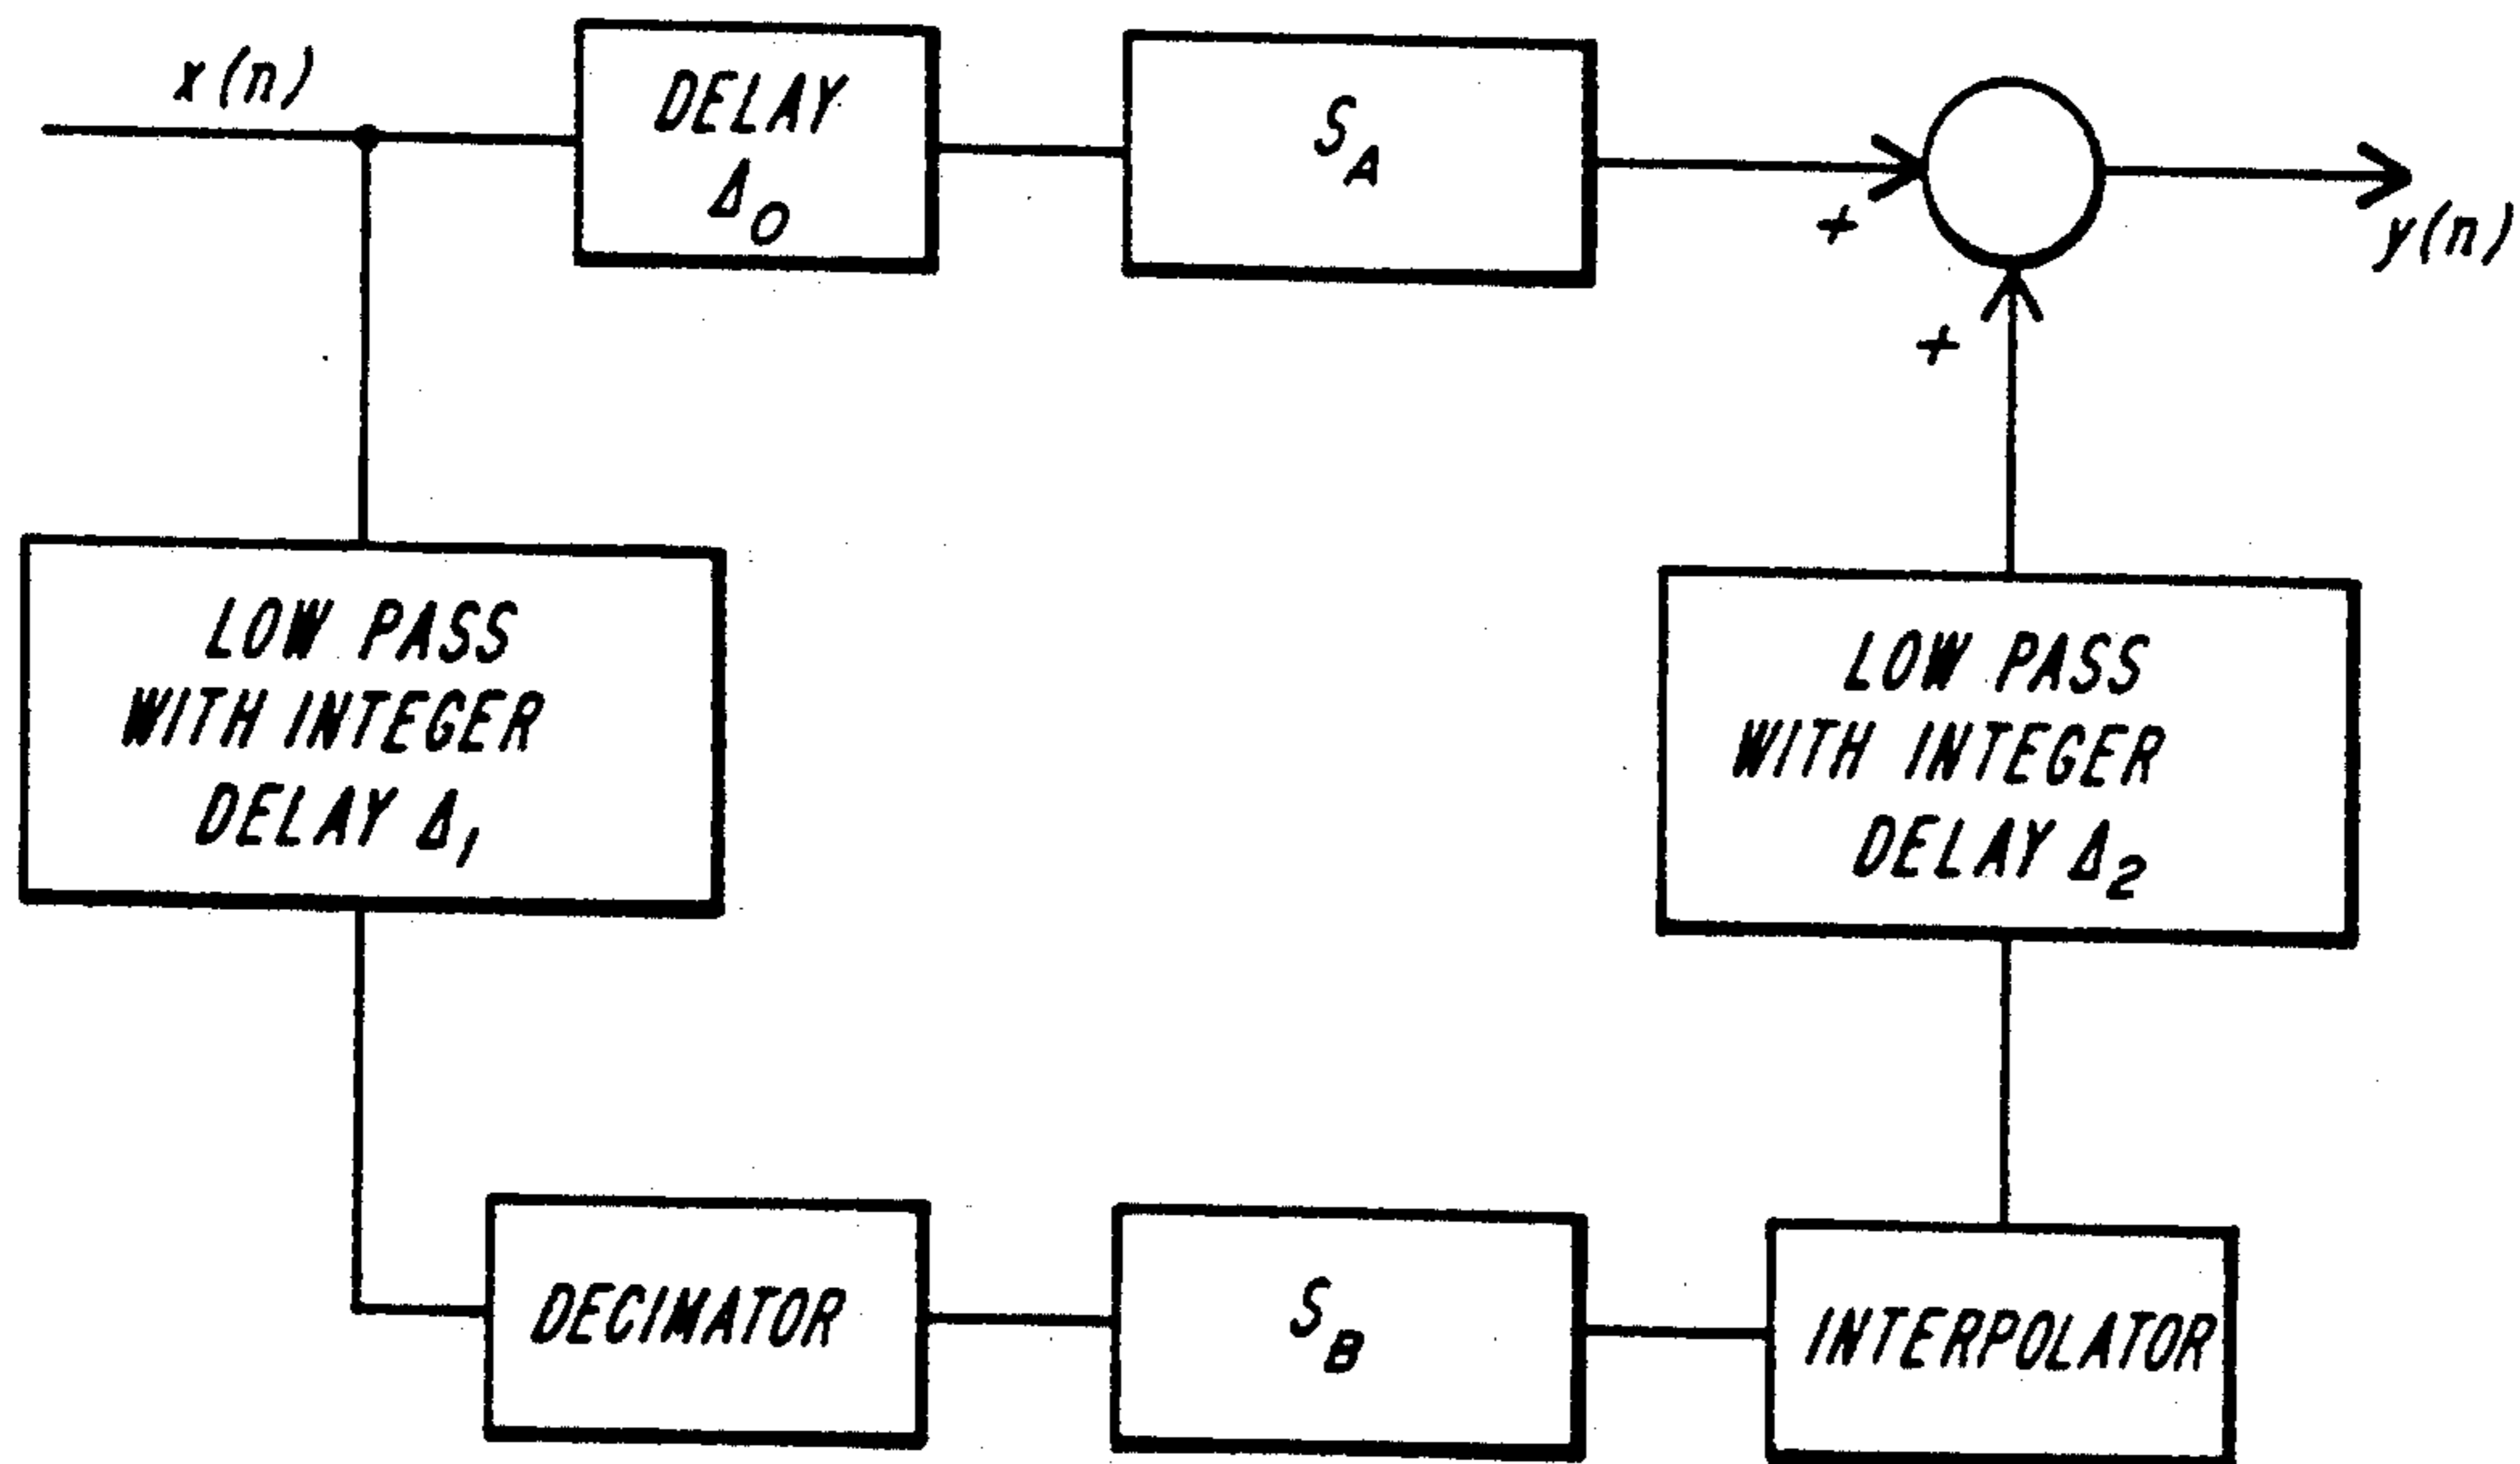 x(n)
DELAY
Δ0
SA
+
y(n)
+
LOW PASS
WITH INTEGER
DELAY Δ1
LOW PASS
WITH INTEGER
DELAY Δ2
DECIMATOR
SB
INTERPOLATOR